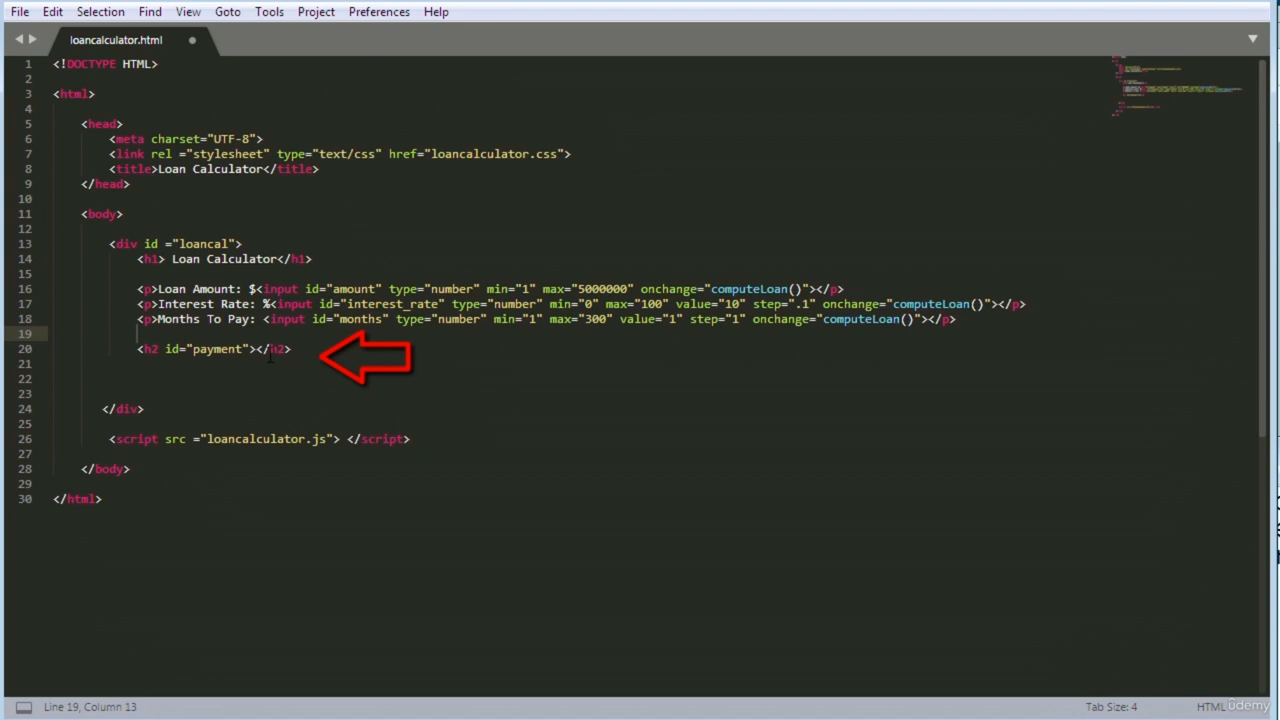 File Edit Selection Find View Goto Tools Project Preferences Help
loancalculator.html
1 <!DOCTYPE HTML>
2
3 <html>
4
5 <head>
6 <meta charset="UTF-8">
7 <link rel ="stylesheet" type="text/css" href="loancalculator.css">
8 <title>Loan Calculator</title>
9 </head>
10
11 <body>
12
13 <div id ="loancal">
14 <h1> Loan Calculator</h1>
15
16 <p>Loan Amount: $<input id="amount" type="number" min="1" max="5000000" onchange="computeLoan()"></p>
17 <p>Interest Rate: %<input id="interest_rate" type="number" min="0" max="100" value="10" step=".1" onchange="computeLoan()"></p>
18 <p>Months To Pay: <input id="months" type="number" min="1" max="300" value="1" step="1" onchange="computeLoan()"></p>
19
20 <h2 id="payment"></h2>
21
22
23
24 </div>
25
26 <script src ="loancalculator.js"> </script>
27
28 </body>
29
30 </html>
Line 19, Column 13 Tab Size: 4 HTML
ûdemy